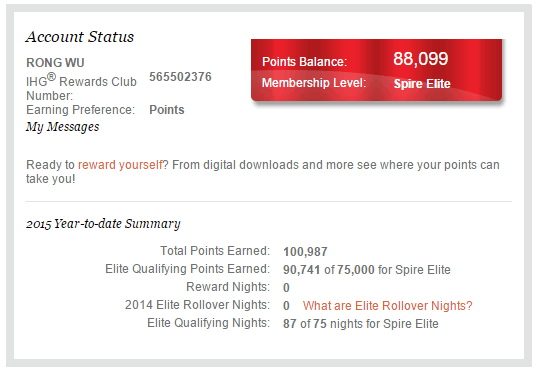 Account Status
RONG WU
IHG® Rewards Club Number: 565502376
Earning Preference: Points
Points Balance: 88,099
Membership Level: Spire Elite
My Messages
Ready to reward yourself? From digital downloads and more see where your points can
take you!
2015 Year-to-date Summary
Total Points Earned: 100,987
Elite Qualifying Points Earned: 90,741 of 75,000 for Spire Elite
Reward Nights: 0
2014 Elite Rollover Nights: 0 What are Elite Rollover Nights?
Elite Qualifying Nights: 87 of 75 nights for Spire Elite